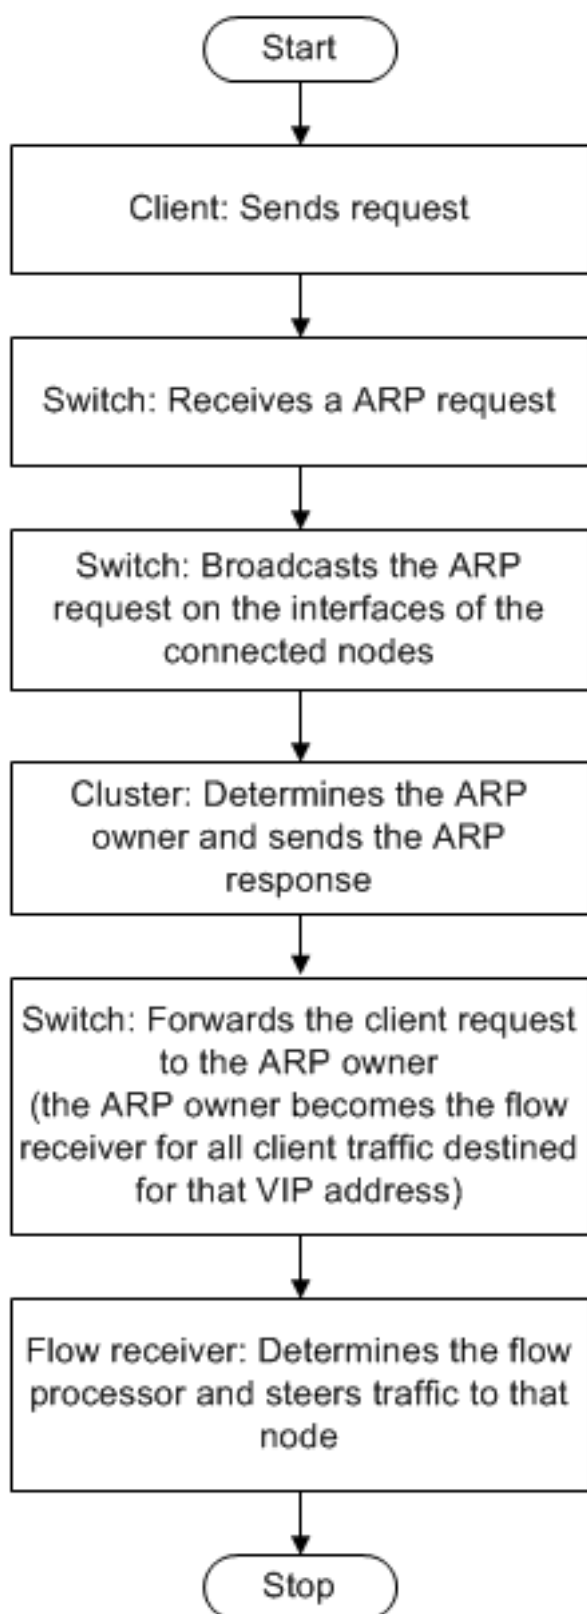 Start
Client: Sends request
Switch: Receives a ARP request
Switch: Broadcasts the ARP
request on the interfaces of the
connected nodes
Cluster: Determines the ARP
owner and sends the ARP
response
Switch: Forwards the client request
to the ARP owner
(the ARP owner becomes the flow
receiver for all client traffic destined
for that VIP address)
Flow receiver: Determines the flow
processor and steers traffic to that
node
Stop